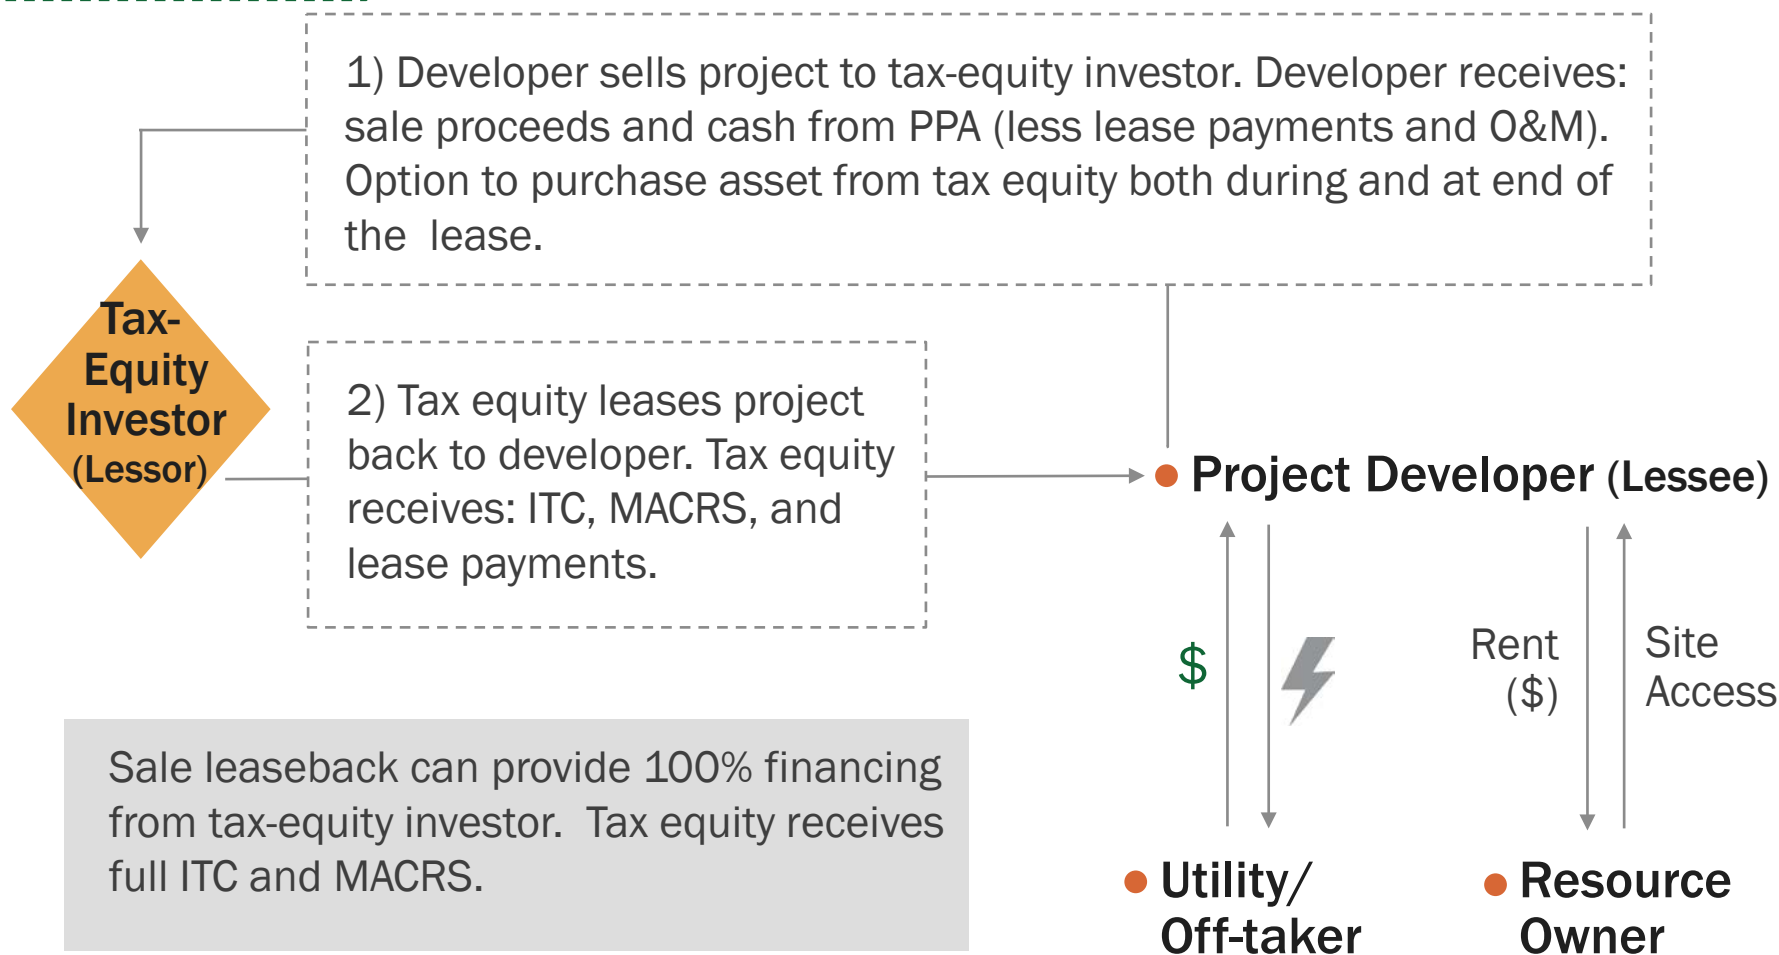 1) Developer sells project to tax-equity investor. Developer receives:
sale proceeds and cash from PPA (less lease payments and O&M).
Option to purchase asset from tax equity both during and at end of
the lease.
Tax-
Equity
Investor
(Lessor)
2) Tax equity leases project
back to developer. Tax equity
receives: ITC, MACRS, and
lease payments.
Project Developer (Lessee)
$
Rent
($)
Site
Access
Sale leaseback can provide 100% financing
from tax-equity investor. Tax equity receives
full ITC and MACRS.
Utility/
Off-taker
Resource
Owner